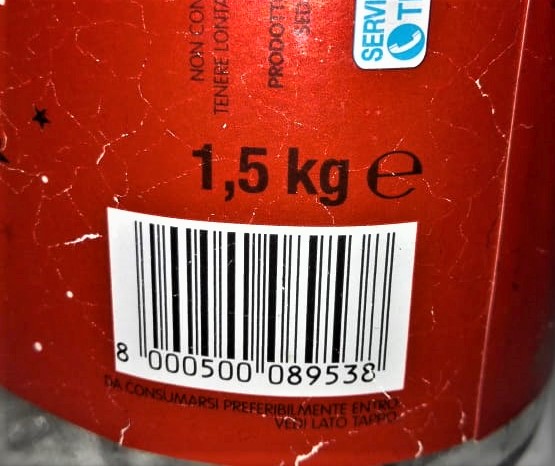 NON CON
TENERE LONTA
PRODOTT
SED
SERVI
1,5 kg e
8 000500 089538
DA CONSUMARSI PREFERIBILMENTE ENTRO
VEDI LATO TAPPO